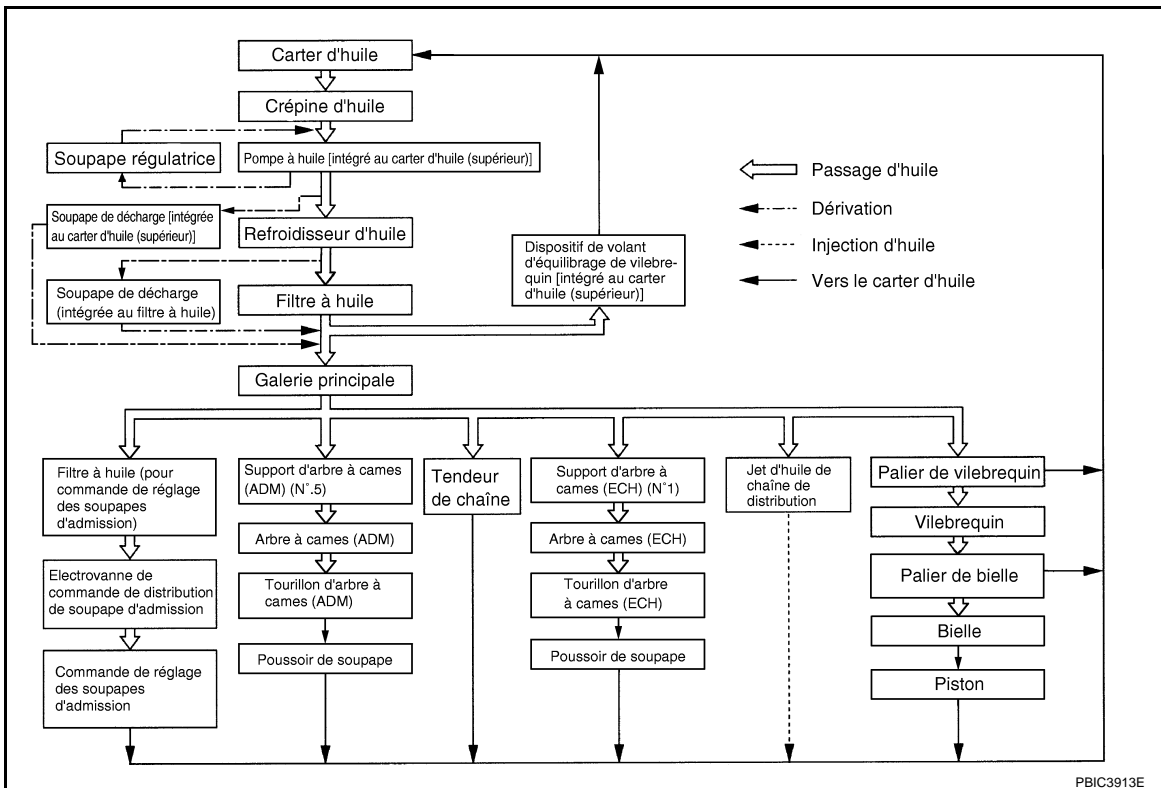 Carter d'huile
Crépine d'huile
Soupape régulatrice
Pompe à huile [intégré au carter d'huile (supérieur)]
Soupape de décharge [intégrée
au carter d'huile (supérieur)]
Refroidisseur d'huile
Soupape de décharge
(intégrée au filtre à huile)
Filtre à huile
Dispositif de volant
d'équilibrage de vilebre-
quin [intégré au carter
d'huile (supérieur)]
Passage d'huile
Dérivation
Injection d'huile
Vers le carter d'huile
Galerie principale
Filtre à huile (pour
commande de réglage
des soupapes
d'admission)
Electrovanne de
commande de distribution
de soupape d'admission
Commande de réglage
des soupapes
d'admission
Support d'arbre à cames
(ADM) (N°.5)
Arbre à cames (ADM)
Tourillon d'arbre à
cames (ADM)
Poussoir de soupape
Tendeur
de chaîne
Support d'arbre à
cames (ECH) (N°1)
Arbre à cames (ECH)
Tourillon d'arbre
à cames (ECH)
Poussoir de soupape
Jet d'huile de
chaîne de
distribution
Palier de vilebrequin
Vilebrequin
Palier de bielle
Bielle
Piston
PBIC3913E